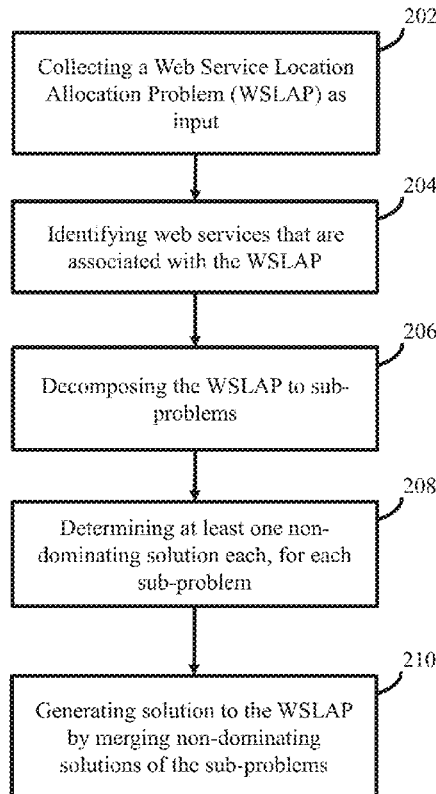 202
Collecting a Web Service Location
Allocation Problem (WSLAP) as
input
204
Identifying web services that are
associated with the WSLAP
206
Decomposing the WSLAP to sub-
problems
208
Determining at least one non-
dominating solution each, for each
sub-problem
210
Generating solution to the WSLAP
by merging non-dominating
solutions of the sub-problems